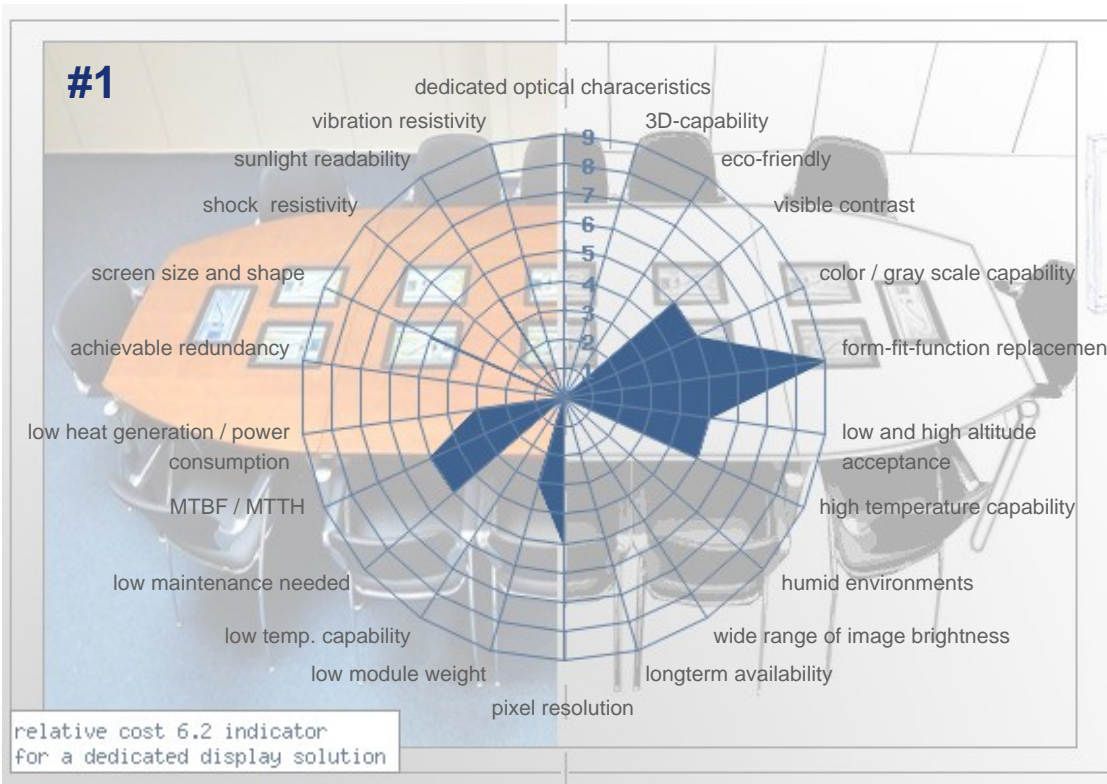 #1
dedicated optical characeristics
vibration resistivity
3D-capability
sunlight readability
eco-friendly
shock resistivity
visible contrast
screen size and shape
color / gray scale capability
achievable redundancy
form-fit-function replacemen
low heat generation / power
consumption
low and high altitude
acceptance
MTBF / MTTH
high temperature capability
low maintenance needed
humid environments
low temp. capability
wide range of image brightness
low module weight
longterm availability
pixel resolution
9
8
7
6
5
4
3
2
1
relative cost 6.2 indicator
for a dedicated display solution